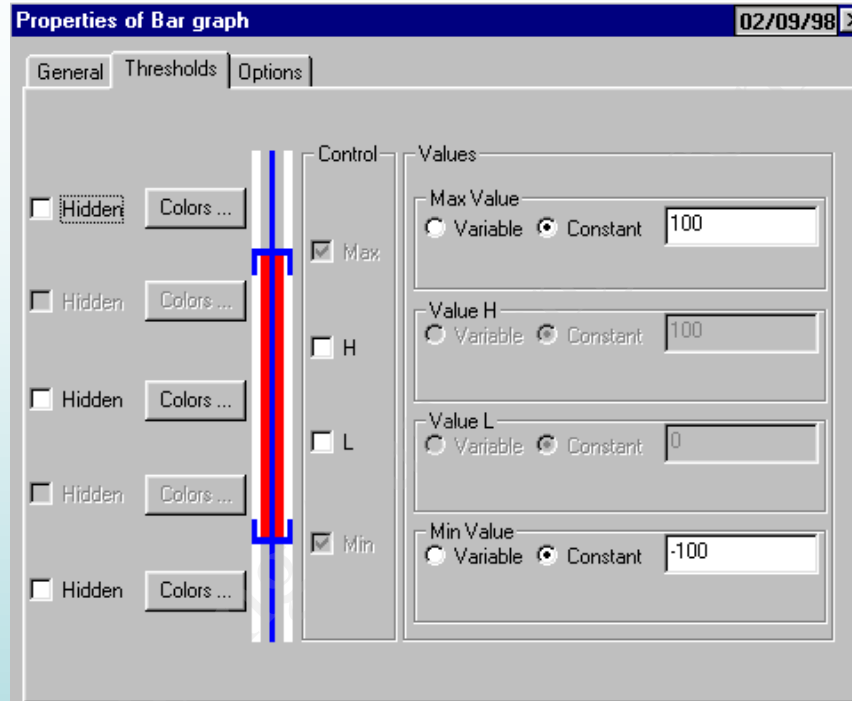 Properties of Bar graph 02/09/98
General Thresholds Options
Control Values
Hidden Colors ...
Max Value
Variable Constant 100
Max
Hidden Colors ...
Value H
Variable Constant 100
H
Hidden Colors ...
Value L
Variable Constant 0
L
Hidden Colors ...
Min Value
Variable Constant -100
Min
Hidden Colors ...